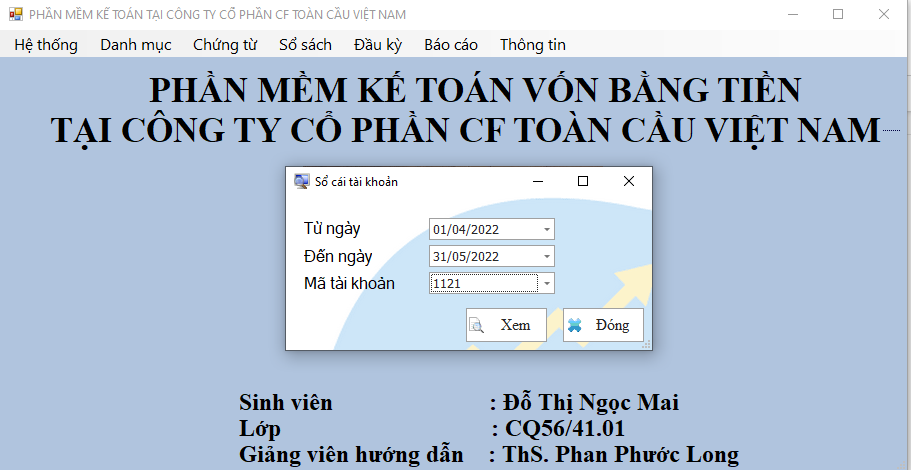 PHẦN MỀM KẾ TOÁN TẠI CÔNG TY CỔ PHẦN CF TOÀN CẦU VIỆT NAM
Hệ thống Danh mục Chứng từ Sổ sách Đầu kỳ Báo cáo Thông tin
PHẦN MỀM KẾ TOÁN VỐN BẰNG TIỀN
TẠI CÔNG TY CỔ PHẦN CF TOÀN CẦU VIỆT NAM
Sổ cái tài khoản
Từ ngày 01/04/2022
Đến ngày 31/05/2022
Mã tài khoản 1121
Xem Đóng
Sinh viên : Đỗ Thị Ngọc Mai
Lớp : CQ56/41.01
Giảng viên hướng dẫn : ThS. Phan Phước Long